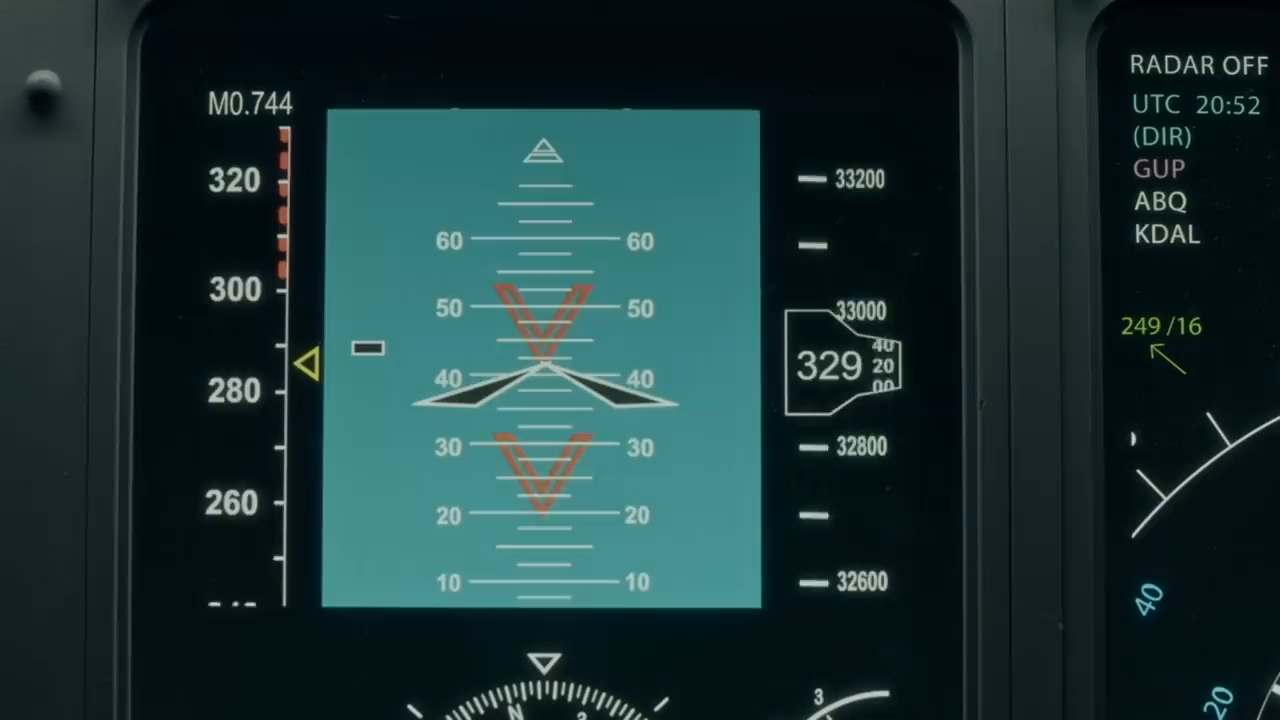 M0.744
320
300
280
260
60 60
50 50
40 40
30 30
20 20
10 10
33200
33000
329
40
20
00
32800
32600
N
3
3
RADAR OFF
UTC 20:52
(DIR)
GUP
ABQ
KDAL
249/16
40
20